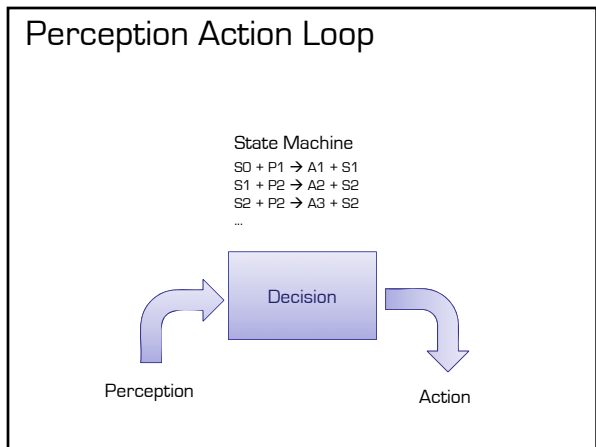 Perception Action Loop
State Machine
S0 + P1 → A1 + S1
S1 + P2 → A2 + S2
S2 + P2 → A3 + S2
...
Decision
Perception
Action